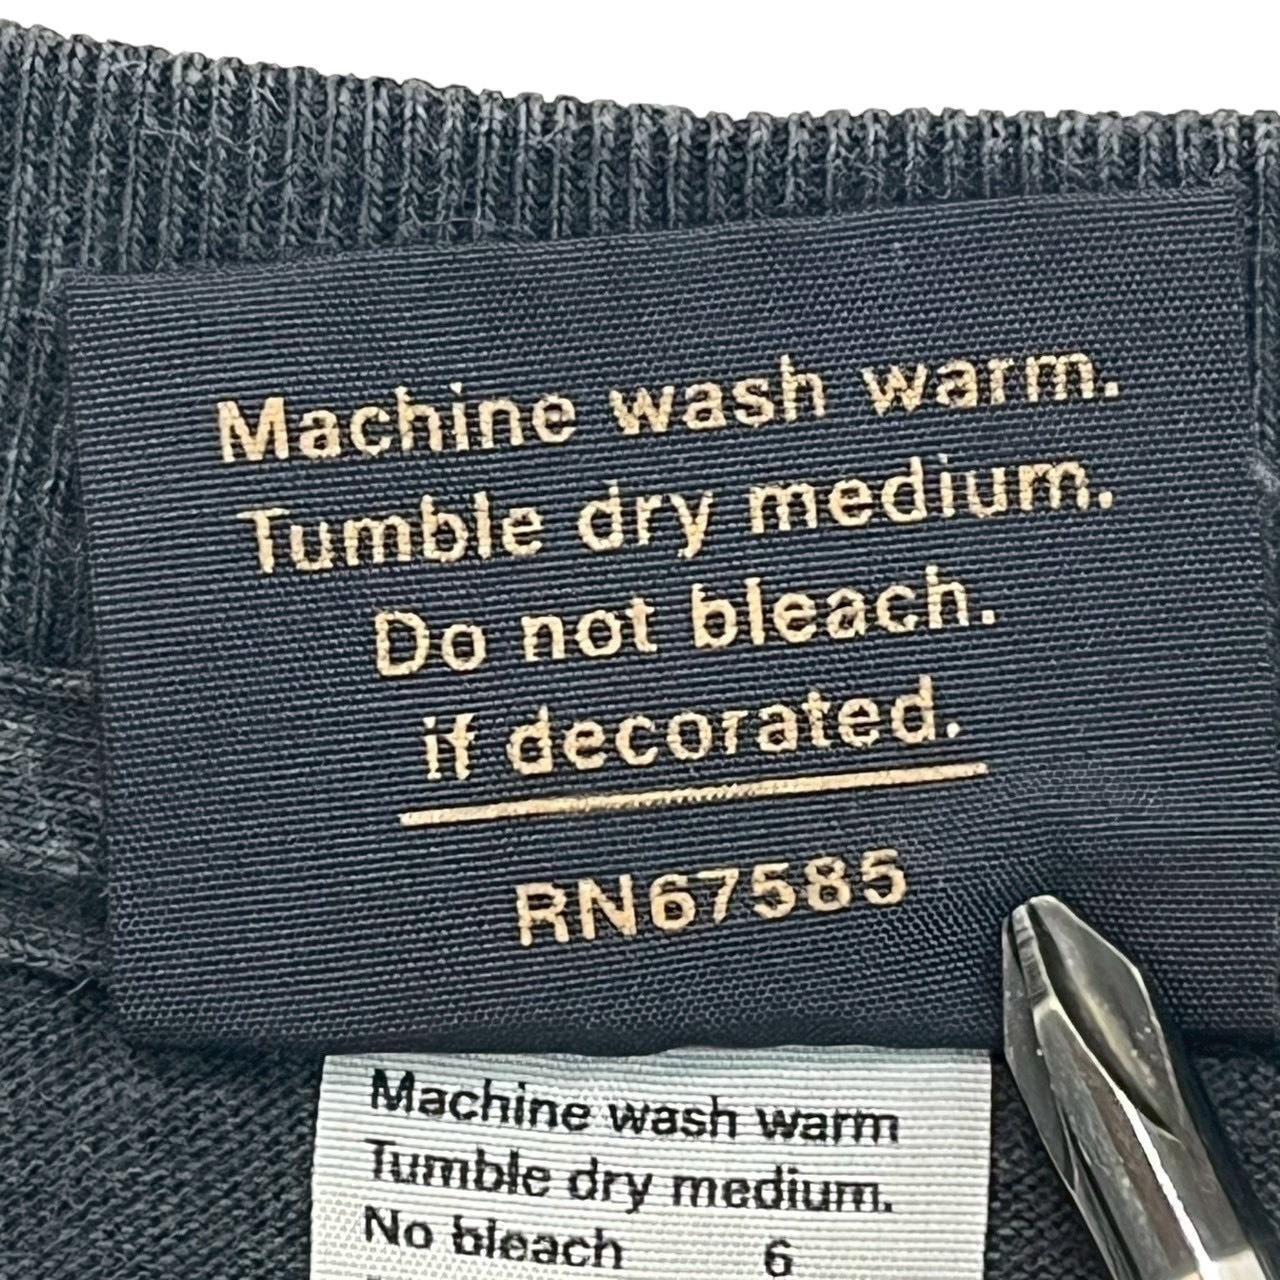 Machine wash warm.
Tumble dry medium.
Do not bleach.
if decorated.
RN67585
Machine wash warm
Tumble dry medium.
No bleach 6